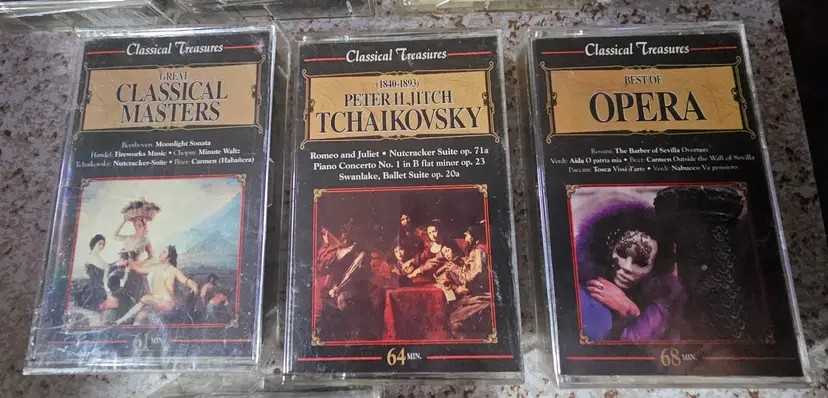 Classical Treasures
GREAT
CLASSICAL
MASTERS
Beethoven: Moonlight Sonata
Handel: Fireworks Music • Chopin: Minute Waltz
Tchaikovsky: Nutcracker-Suite • Bizet: Carmen (Habañera)
MIN.
Classical Treasures
(1840-1893)
PETER ILJITCH
TCHAIKOVSKY
Romeo and Juliet • Nutcracker Suite op. 71a
Piano Concerto No. 1 in B flat minor op. 23
Swanlake, Ballet Suite op. 20a
64 MIN.
Classical Treasures
BEST OF
OPERA
Rossini: The Barber of Sevilla Overture
Verdi: Aida O patria mia • Bizet: Carmen Outside the Wall of Sevilla
Puccini: Tosca Vissi d'arte • Verdi: Nabucco Va pensiero
68 MIN.